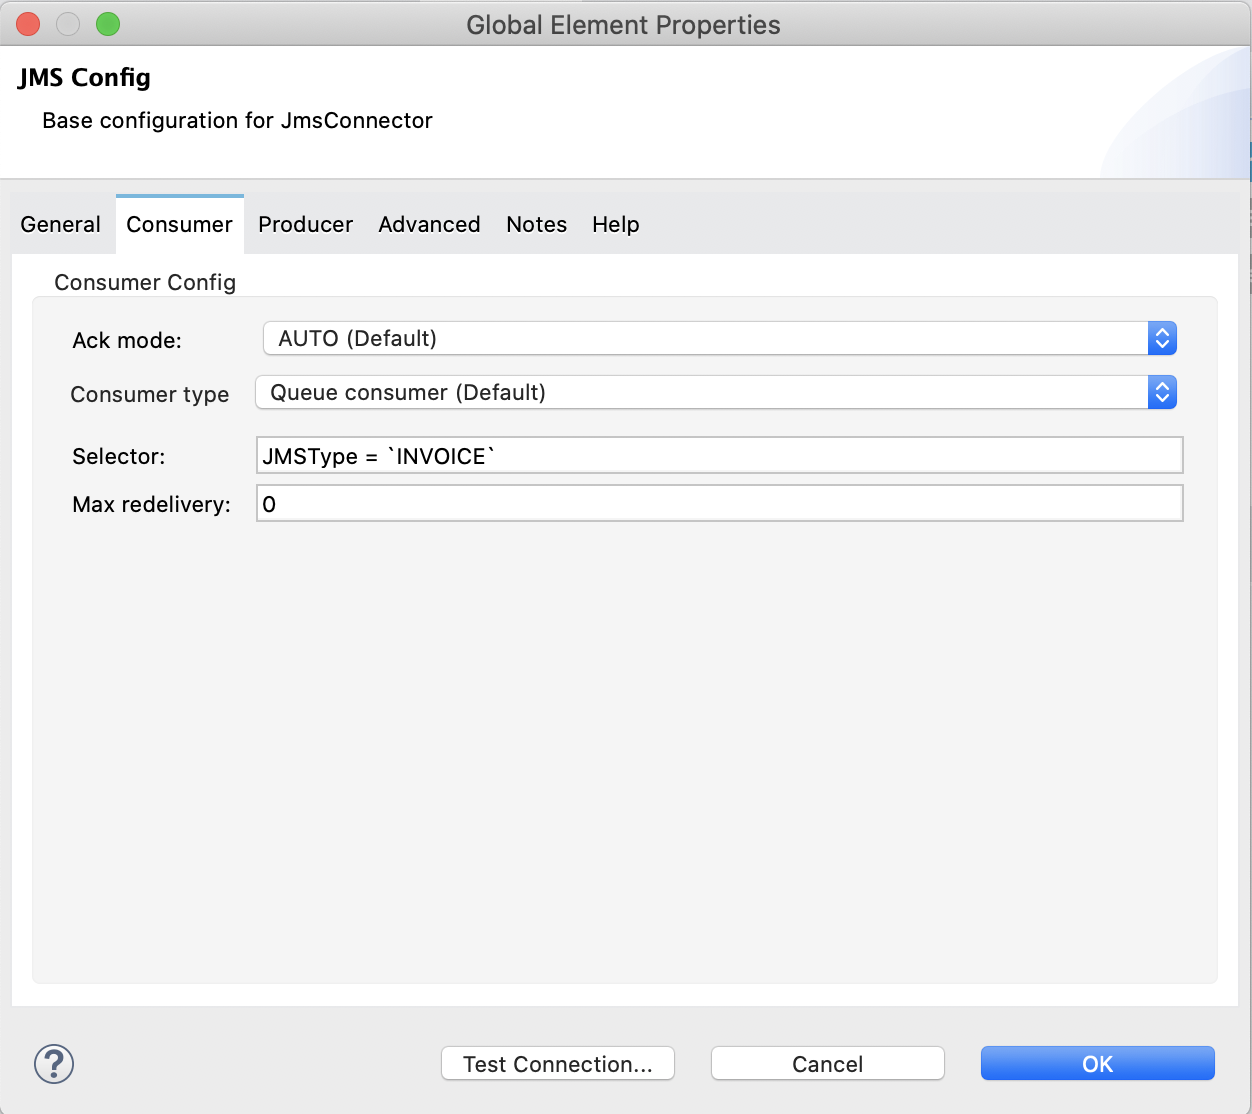 Global Element Properties
JMS Config
Base configuration for JmsConnector
General Consumer Producer Advanced Notes Help
Consumer Config
Ack mode: AUTO (Default)
Consumer type Queue consumer (Default)
Selector: JMSType = `INVOICE`
Max redelivery: 0
? Test Connection... Cancel OK